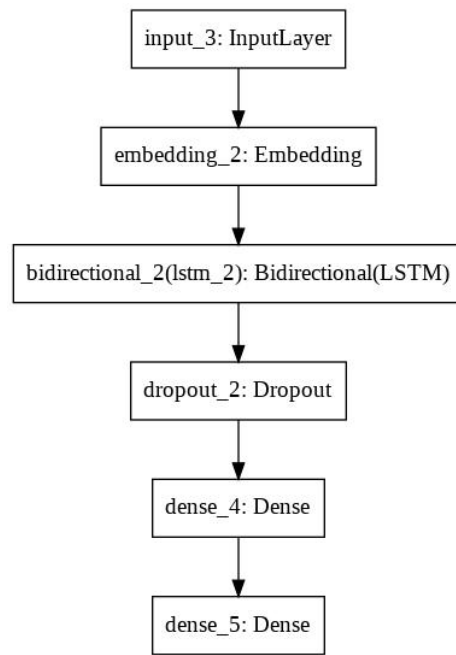 input_3: InputLayer
embedding_2: Embedding
bidirectional_2(lstm_2): Bidirectional(LSTM)
dropout_2: Dropout
dense_4: Dense
dense_5: Dense